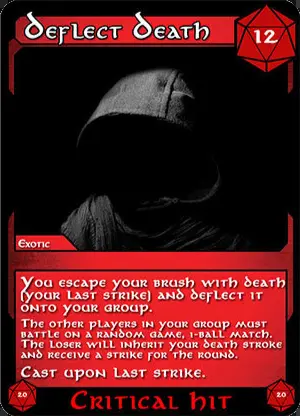 Deflect Death
12
Exotic
You escape your brush with death
(your last strike) and deflect it
onto your group.
The other players in your group must
battle on a random game, 1-ball match.
The loser will inherit your death stroke
and receive a strike for the round.
Cast upon last strike.
20
Critical hit
20